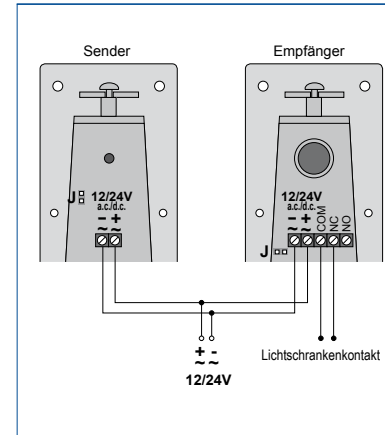 Sender
Empfänger
J
12/24V
a.c./d.c.
− +
~ ~
12/24V
a.c./d.c.
− +
~ ~
COM
NC
NO
J
+ -
~ ~
12/24V
Lichtschrankenkontakt